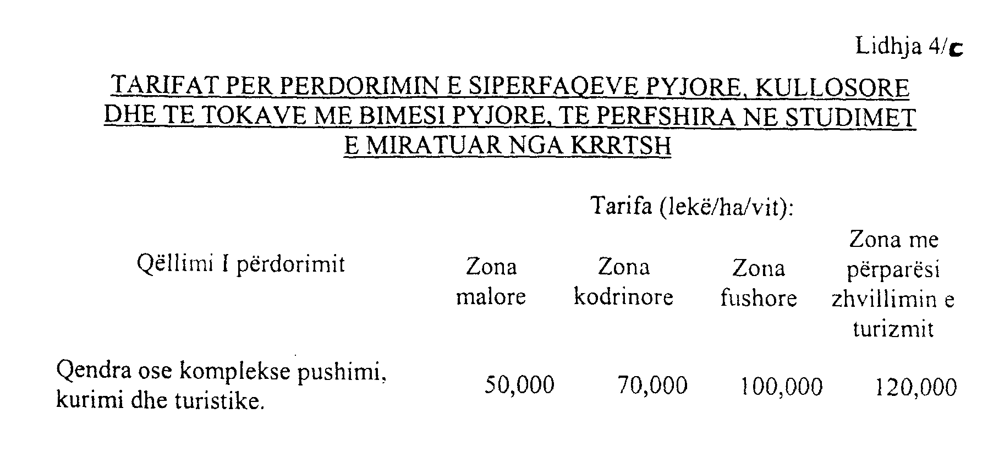 Lidhja 4/c
TARIFAT PER PERDORIMIN E SIPERFAQEVE PYJORE, KULLOSORE
DHE TE TOKAVE ME BIMESI PYJORE, TE PERFSHIRA NE STUDIMET
E MIRATUAR NGA KRRTSH
Tarifa (lekë/ha/vit):
Qëllimi I përdorimit
Zona
malore
Zona
kodrinore
Zona
fushore
Zona me
përparësi
zhvillimin e
turizmit
Qendra ose komplekse pushimi,
kurimi dhe turistike.
50,000 70,000 100,000 120,000